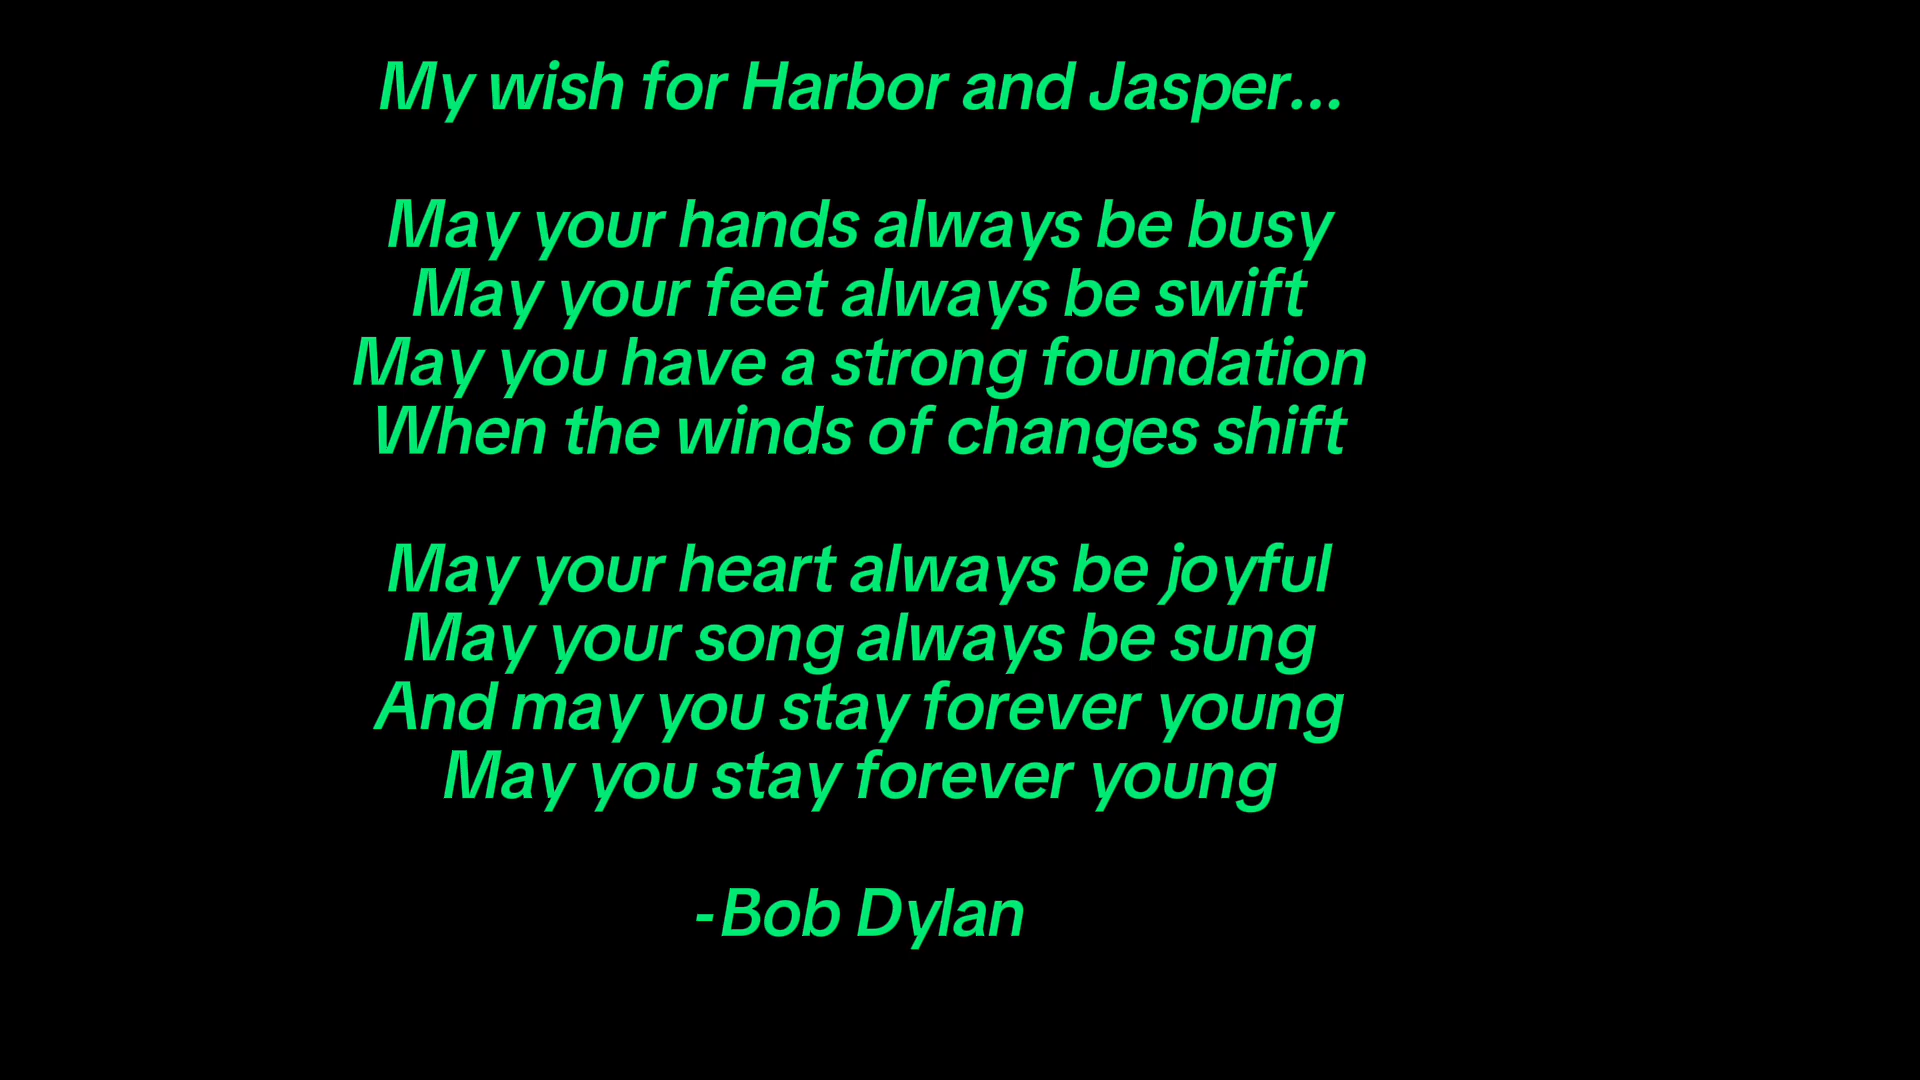 My wish for Harbor and Jasper...
May your hands always be busy
May your feet always be swift
May you have a strong foundation
When the winds of changes shift
May your heart always be joyful
May your song always be sung
And may you stay forever young
May you stay forever young
-Bob Dylan